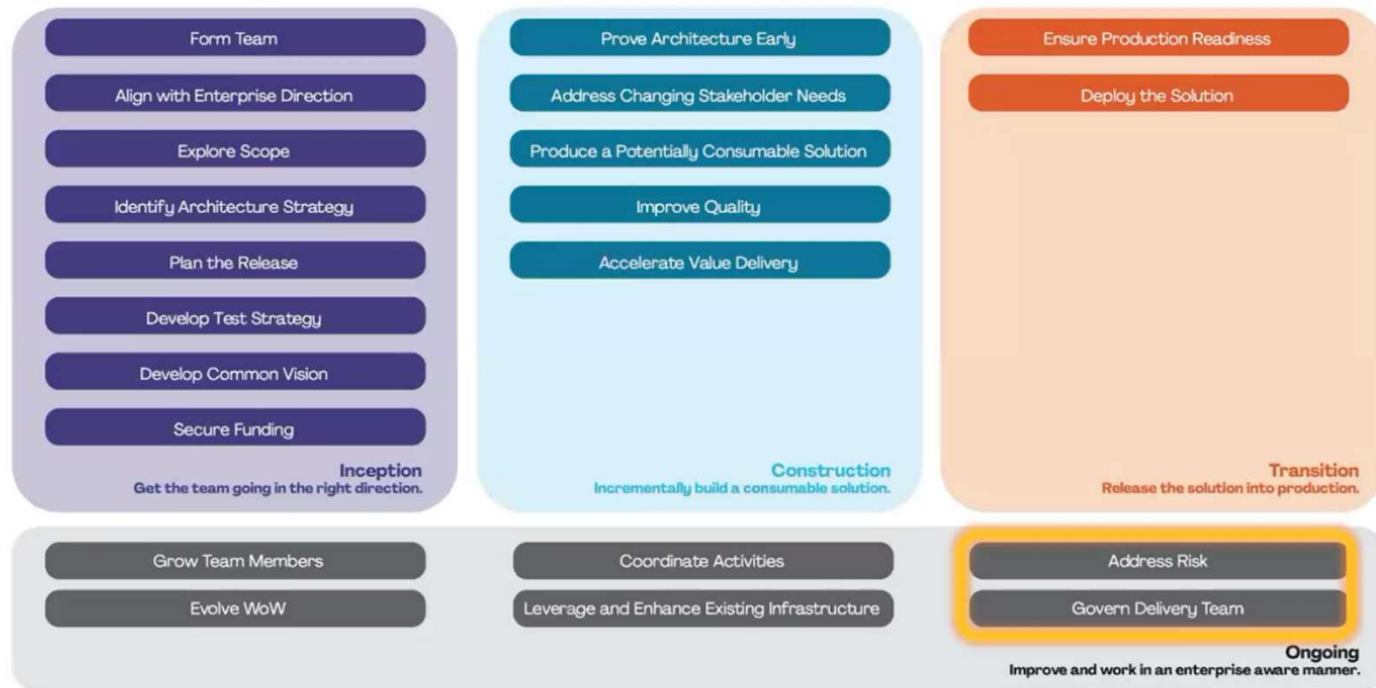 Form Team
Align with Enterprise Direction
Explore Scope
Identify Architecture Strategy
Plan the Release
Develop Test Strategy
Develop Common Vision
Secure Funding
Inception
Get the team going in the right direction.
Prove Architecture Early
Address Changing Stakeholder Needs
Produce a Potentially Consumable Solution
Improve Quality
Accelerate Value Delivery
Construction
Incrementally build a consumable solution.
Ensure Production Readiness
Deploy the Solution
Transition
Release the solution into production.
Grow Team Members
Evolve WoW
Coordinate Activities
Leverage and Enhance Existing Infrastructure
Address Risk
Govern Delivery Team
Ongoing
Improve and work in an enterprise aware manner.